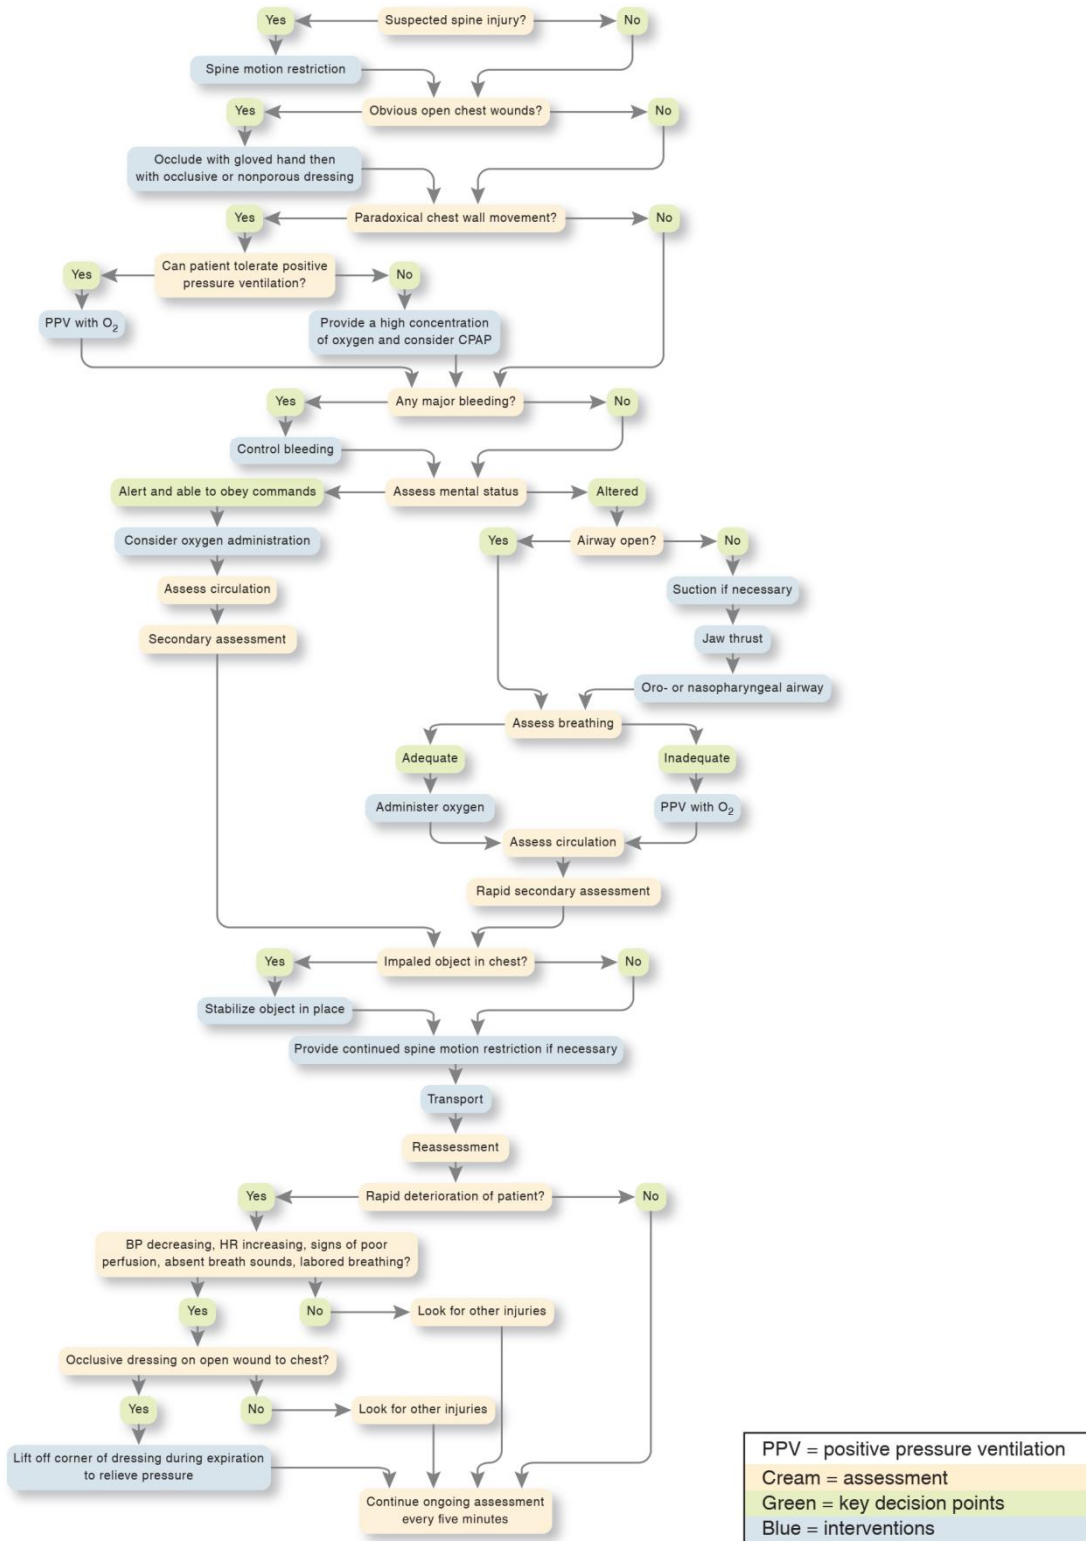 Yes
Suspected spine injury?
No
Spine motion restriction
Yes
Obvious open chest wounds?
No
Occlude with gloved hand then
with occlusive or nonporous dressing
Yes
Paradoxical chest wall movement?
No
Yes
Can patient tolerate positive
pressure ventilation?
No
PPV with O2
Provide a high concentration
of oxygen and consider CPAP
Yes
Any major bleeding?
No
Control bleeding
Alert and able to obey commands
Assess mental status
Altered
Consider oxygen administration
Yes
Airway open?
No
Assess circulation
Suction if necessary
Secondary assessment
Jaw thrust
Oro- or nasopharyngeal airway
Assess breathing
Adequate
Inadequate
Administer oxygen
PPV with O2
Assess circulation
Rapid secondary assessment
Yes
Impaled object in chest?
No
Stabilize object in place
Provide continued spine motion restriction if necessary
Transport
Reassessment
Yes
Rapid deterioration of patient?
No
BP decreasing, HR increasing, signs of poor
perfusion, absent breath sounds, labored breathing?
Yes
No
Look for other injuries
Occlusive dressing on open wound to chest?
Yes
No
Look for other injuries
Lift off corner of dressing during expiration
to relieve pressure
Continue ongoing assessment
every five minutes
PPV = positive pressure ventilation
Cream = assessment
Green = key decision points
Blue = interventions